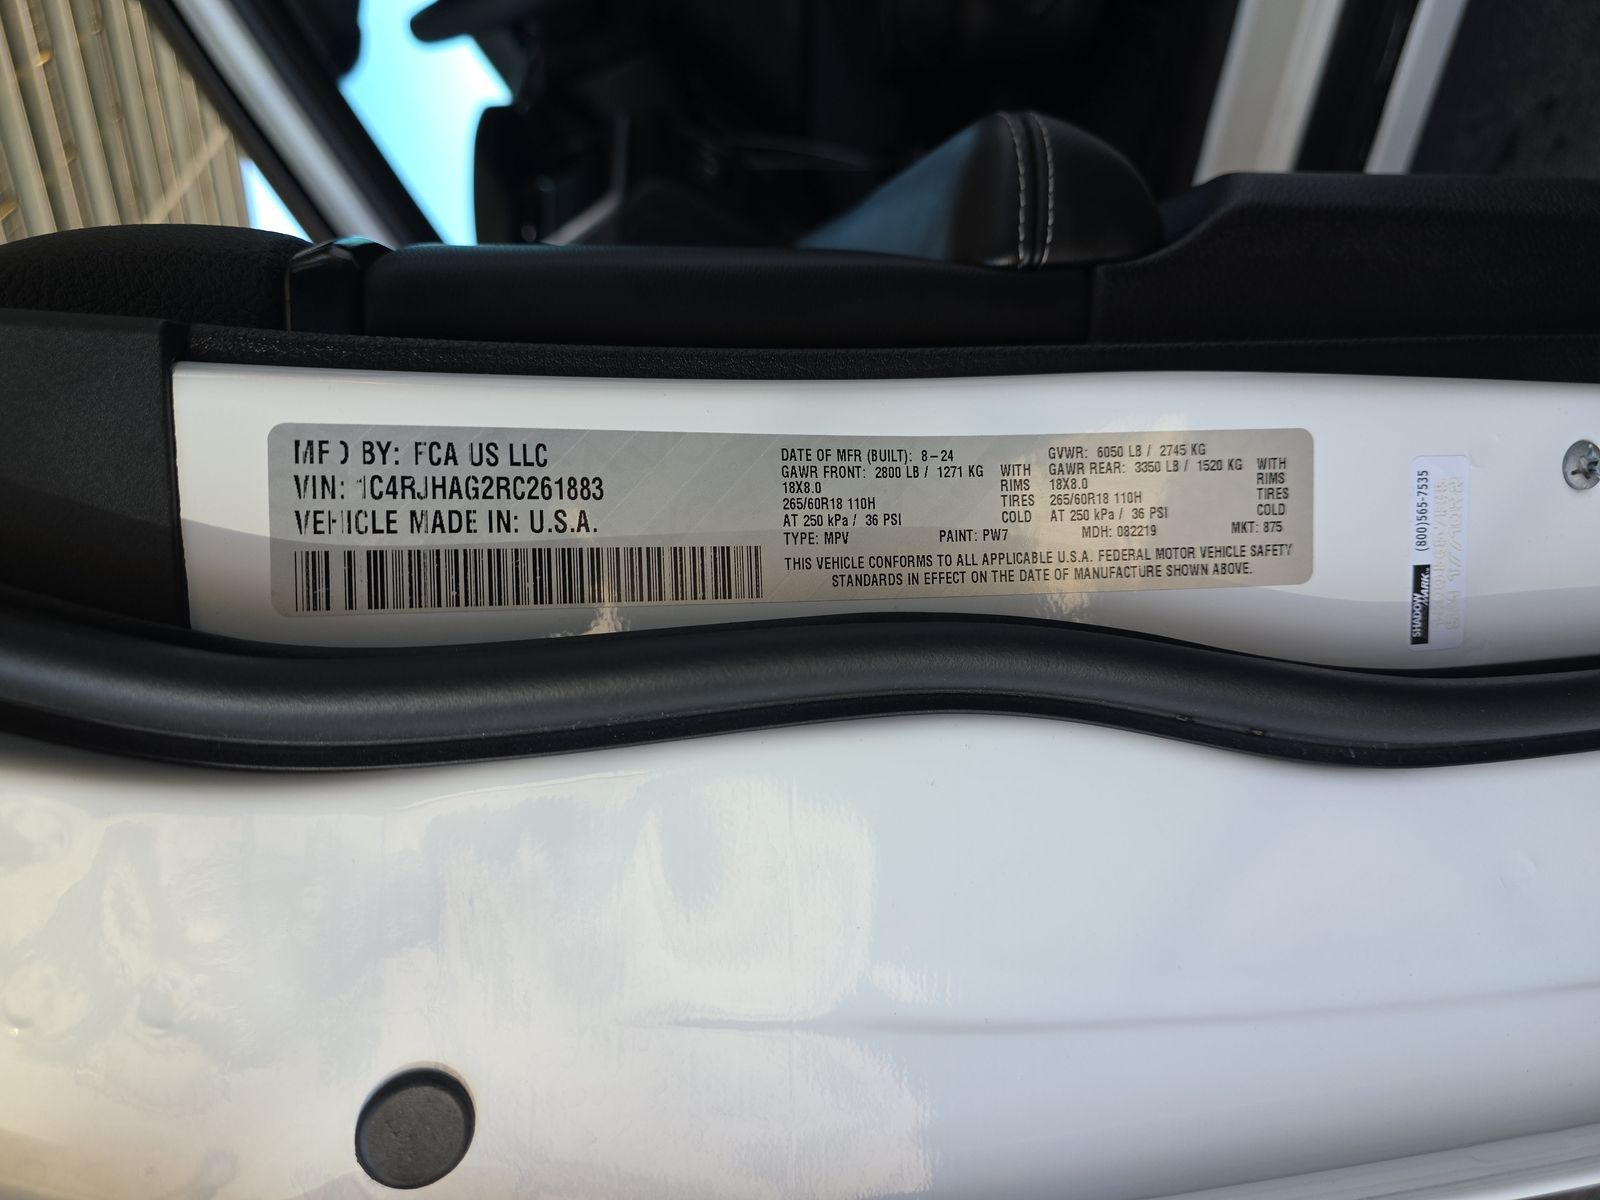 MFD BY: FCA US LLC
VIN: 1C4RJHAG2RC261883
VEHICLE MADE IN: U.S.A.
DATE OF MFR (BUILT): 8-24
GAWR FRONT: 2800 LB / 1271 KG WITH
18X8.0 RIMS
265/60R18 110H TIRES
AT 250 kPa / 36 PSI COLD
GVWR: 6050 LB / 2745 KG
GAWR REAR: 3350 LB / 1520 KG WITH
18X8.0 RIMS
265/60R18 110H TIRES
AT 250 kPa / 36 PSI COLD
TYPE: MPV PAINT: PW7 MDH: 082219 MKT: 875
THIS VEHICLE CONFORMS TO ALL APPLICABLE U.S.A. FEDERAL MOTOR VEHICLE SAFETY
STANDARDS IN EFFECT ON THE DATE OF MANUFACTURE SHOWN ABOVE.
SHADOW
MARK
(800)565-7535